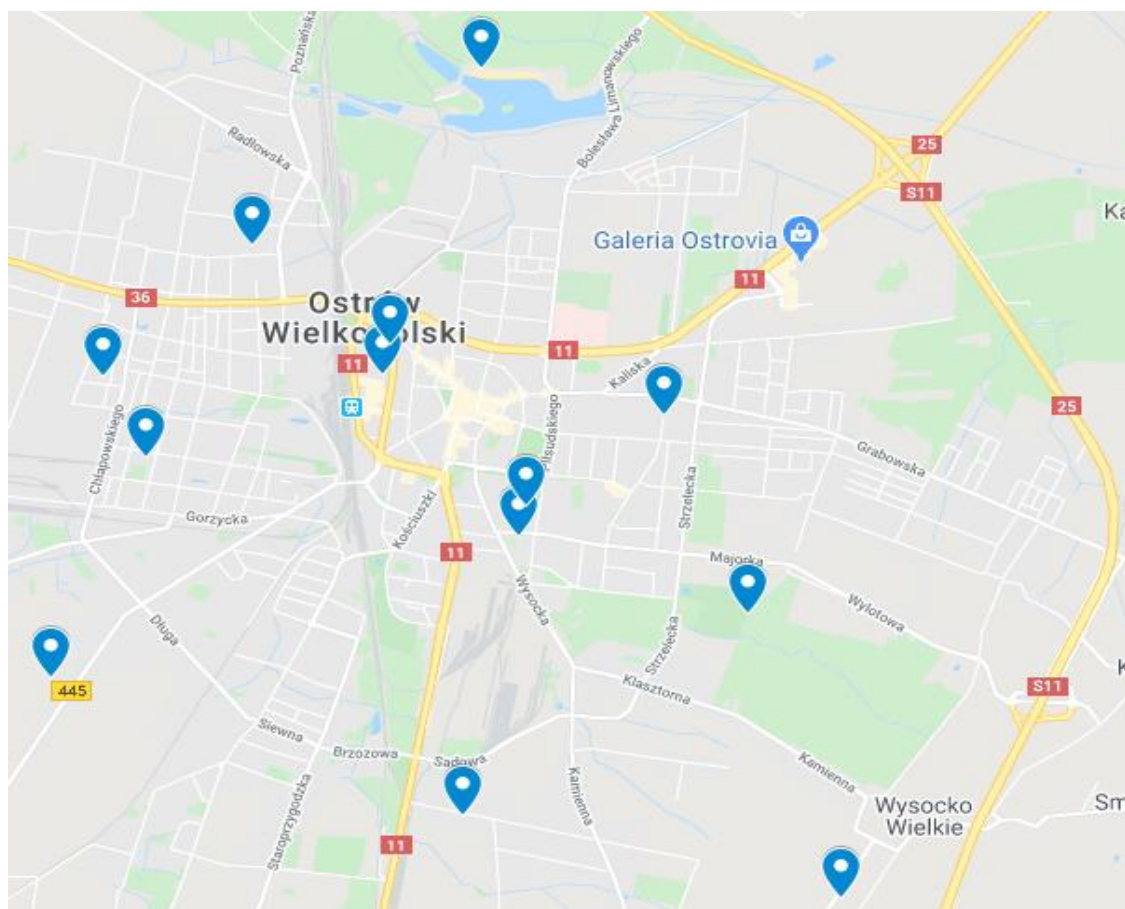 Poznańska
Bolesława Limanowskiego
Radłowska
25
S11
Ka
Galeria Ostrovia
11
36
Ostrów
Wielkopolski
11
11
Kaliska
25
Chłapowskiego
Piłsudskiego
Grabowska
Strzelecka
Gorzycka
Kościuszki
11
Majorka
Wysocka
Wylotowa
Długa
Strzelecka
445
Klasztorna
S11
K
Siewna
Brzozowa
Sadowa
Kamienna
Kamienna
Staroprzygodzka
Wysocko
Wielkie
Sm
11